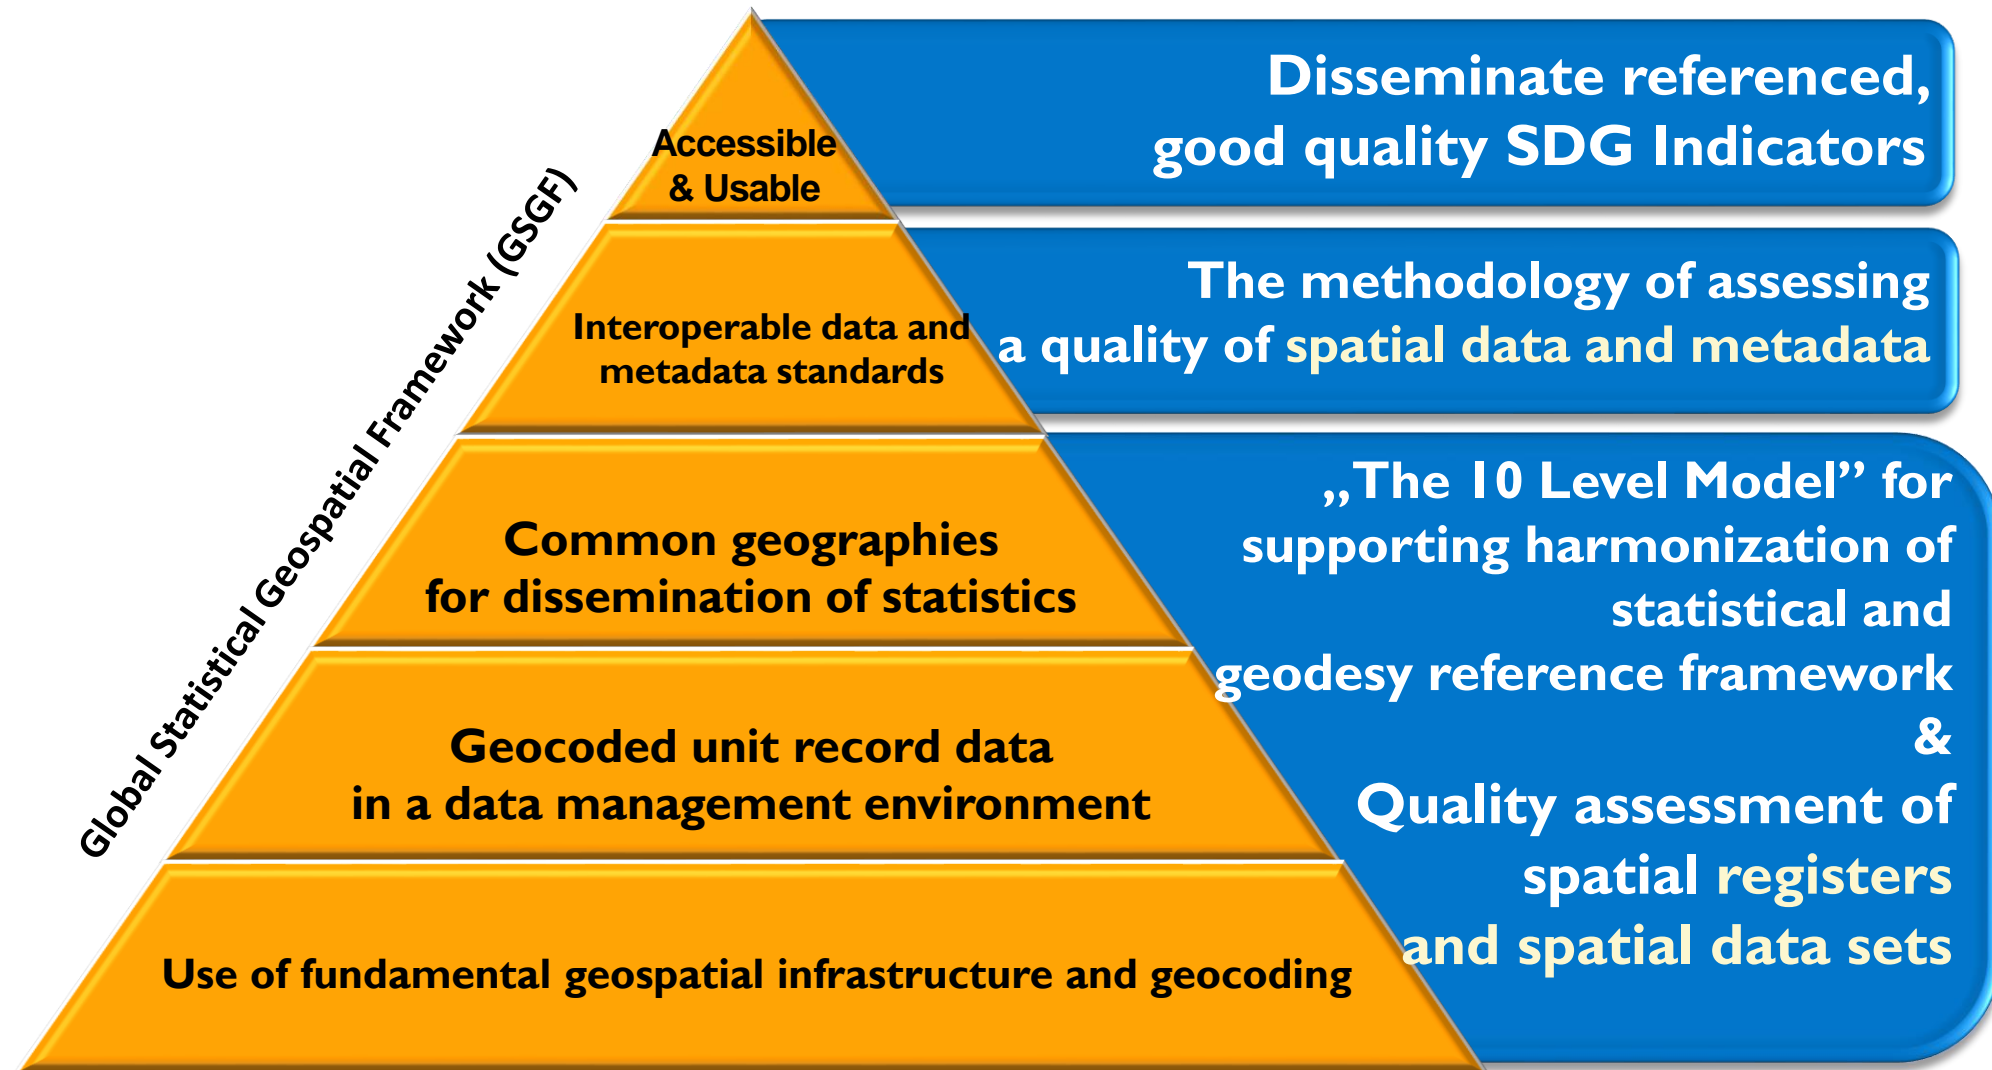 Global Statistical Geospatial Framework (GSGF)
Accessible
& Usable
Disseminate referenced,
good quality SDG Indicators
Interoperable data and
metadata standards
The methodology of assessing
a quality of spatial data and metadata
Common geographies
for dissemination of statistics
Geocoded unit record data
in a data management environment
Use of fundamental geospatial infrastructure and geocoding
„The 10 Level Model” for
supporting harmonization of
statistical and
geodesy reference framework
&
Quality assessment of
spatial registers
and spatial data sets